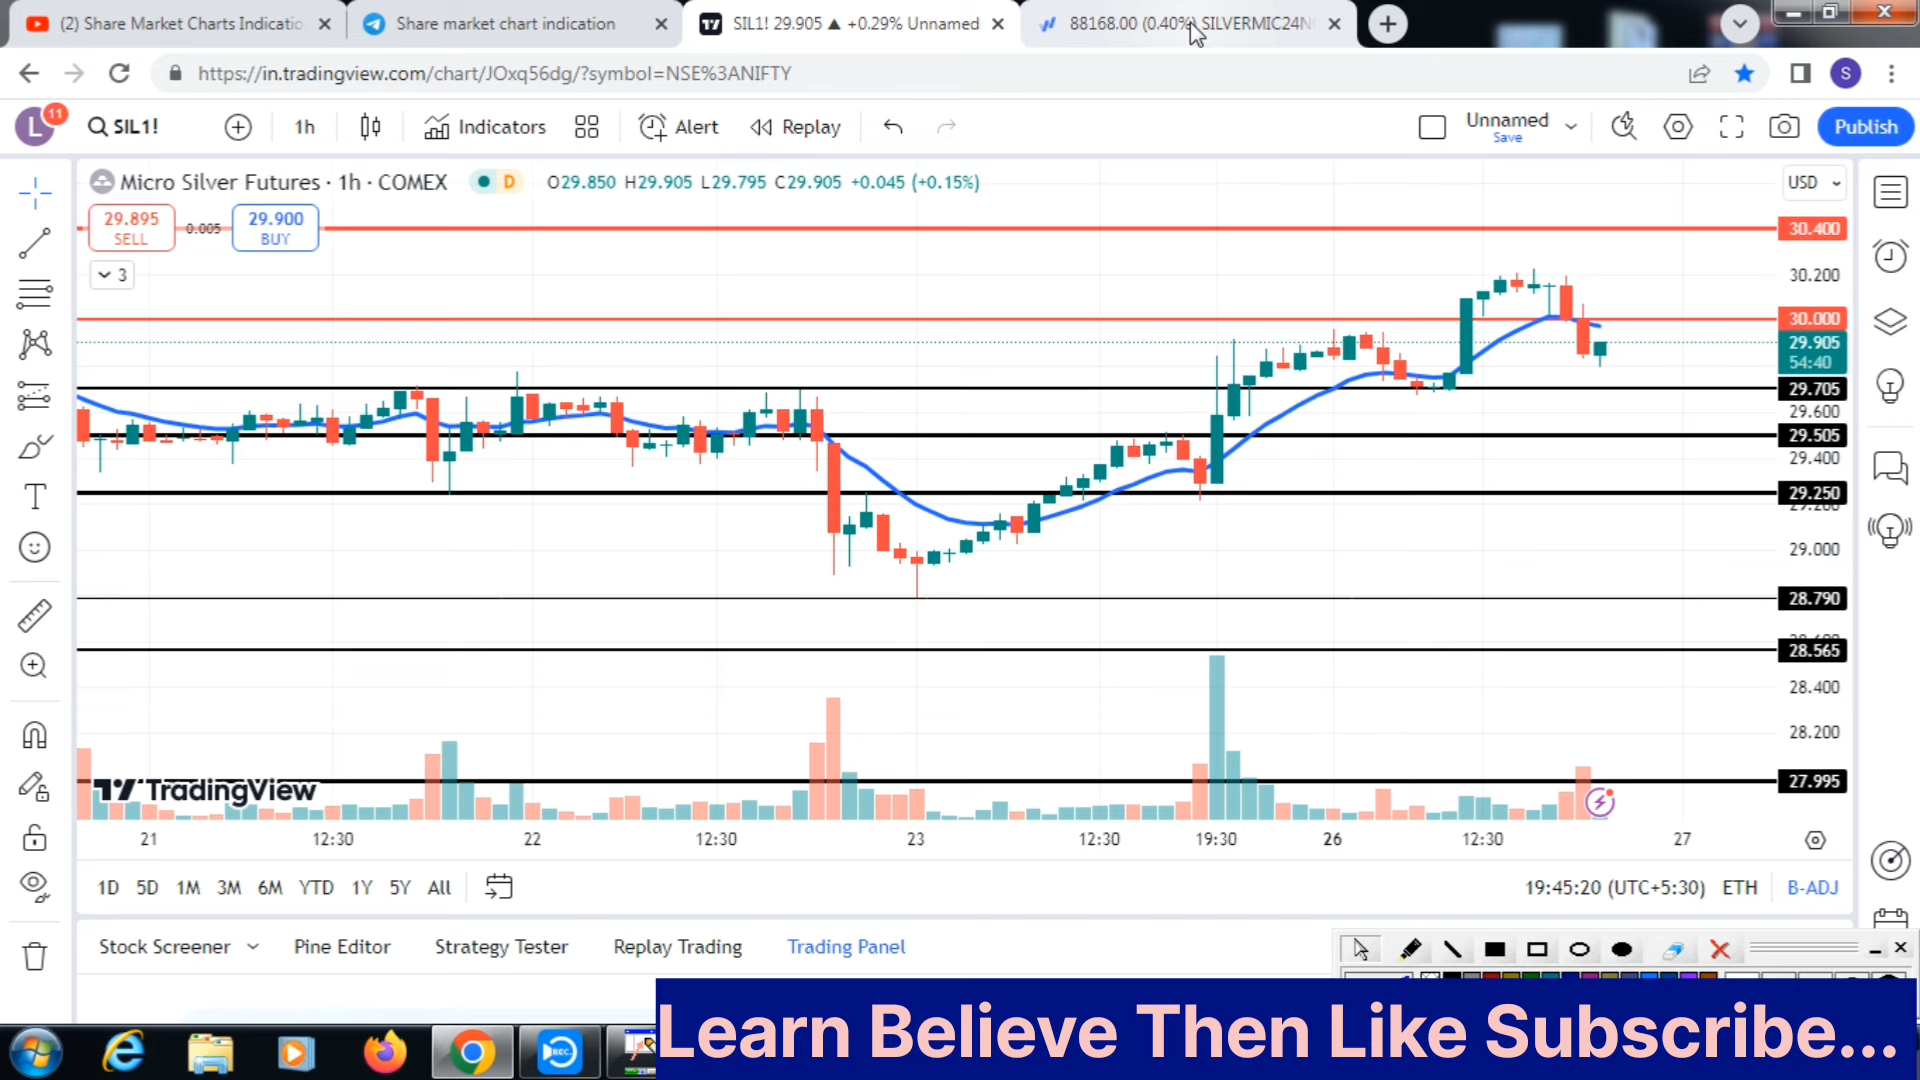 (2) Share Market Charts Indicatio
Share market chart indication
SIL1! 29.905 ▲ +0.29% Unnamed
88168.00 (0.40%) SILVERMIC24N
https://in.tradingview.com/chart/JOxq56dg/?symbol=NSE%3ANIFTY
S
L
11
SIL1!
1h
Indicators
Alert
Replay
Unnamed
Save
Publish
Micro Silver Futures · 1h · COMEX
D
O29.850 H29.905 L29.795 C29.905 +0.045 (+0.15%)
USD
29.895
SELL
0.005
29.900
BUY
3
30.400
30.200
30.000
29.905
54:40
29.705
29.600
29.505
29.400
29.250
29.200
29.000
28.790
28.565
28.400
28.200
27.995
TradingView
21
12:30
22
12:30
23
12:30
19:30
26
12:30
27
1D 5D 1M 3M 6M YTD 1Y 5Y All
19:45:20 (UTC+5:30) ETH B-ADJ
Stock Screener
Pine Editor
Strategy Tester
Replay Trading
Trading Panel
REC
Learn Believe Then Like Subscribe...